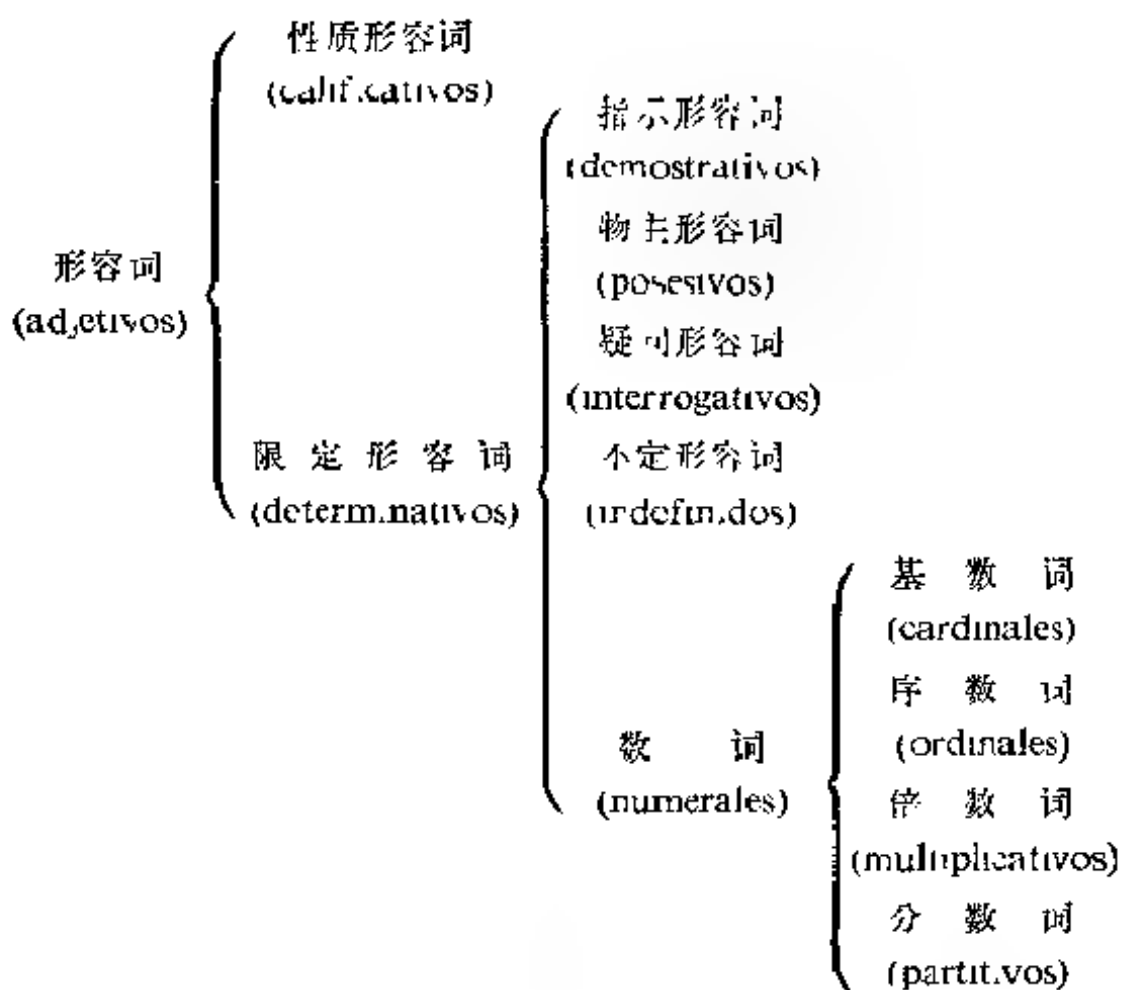 性质形容词
(calificativos)
指示形容词
(demostrativos)
物主形容词
(posesivos)
形容词
(adjetivos)
疑问形容词
(interrogativos)
限定形容词
(determinativos)
不定形容词
(indefinidos)
基数词
(cardinales)
序数词
(ordinales)
数词
(numerales)
倍数词
(multiplicativos)
分数词
(partitivos)